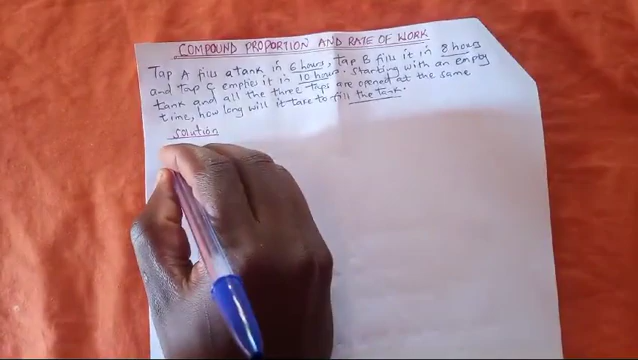 COMPOUND PROPORTION AND RATE OF WORK
Tap A fills a tank in 6 hours, Tap B fills it in 8 hours
and Tap C empties it in 10 hours. Starting with an empty
tank and all the three Taps are opened at the same
time, how long will it take to fill the tank.
Solution